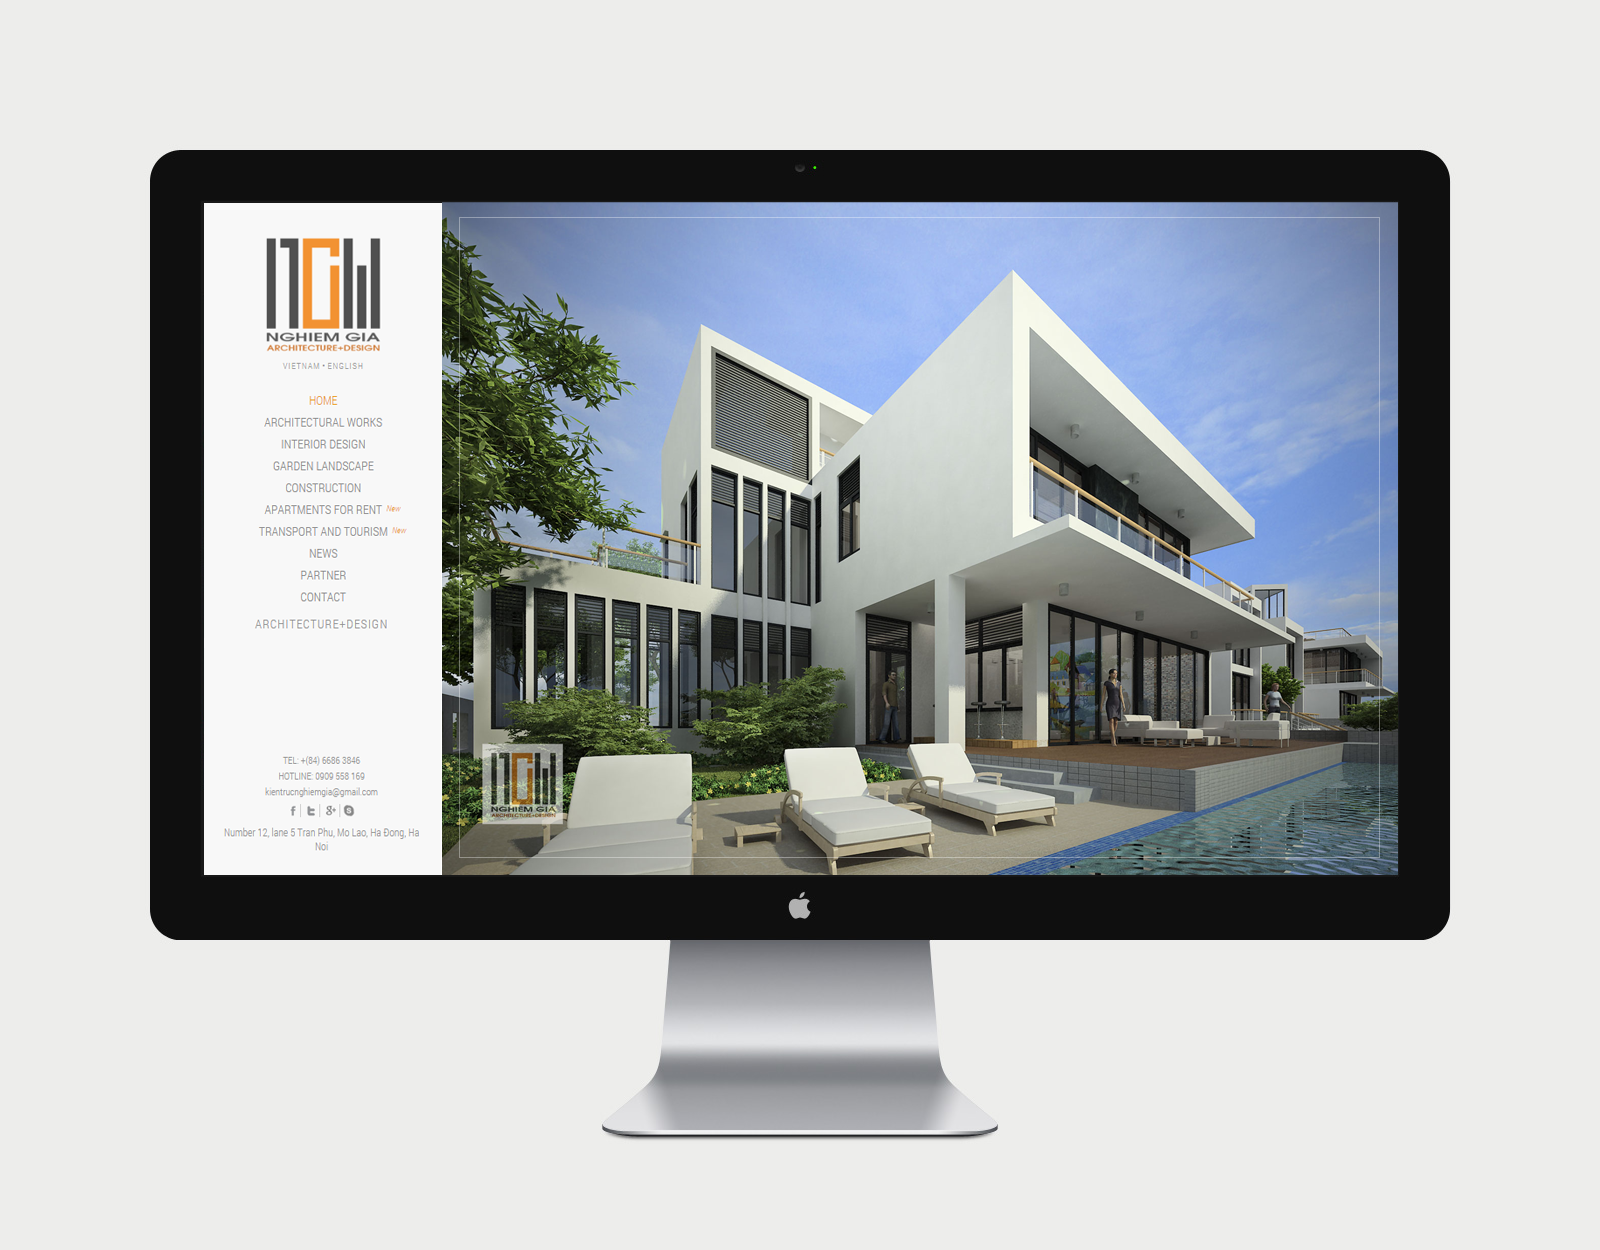 NGHIEM GIA
ARCHITECTURE+DESIGN
VIETNAM • ENGLISH
HOME
ARCHITECTURAL WORKS
INTERIOR DESIGN
GARDEN LANDSCAPE
CONSTRUCTION
APARTMENTS FOR RENT New
TRANSPORT AND TOURISM New
NEWS
PARTNER
CONTACT
ARCHITECTURE+DESIGN
TEL: +(84) 6686 3846
HOTLINE: 0909 558 169
kientrucnghiemgia@gmail.com
Number 12, lane 5 Tran Phu, Mo Lao, Ha Đong, Ha
Noi
NGHIEM GIA
ARCHITECTURE+DESIGN